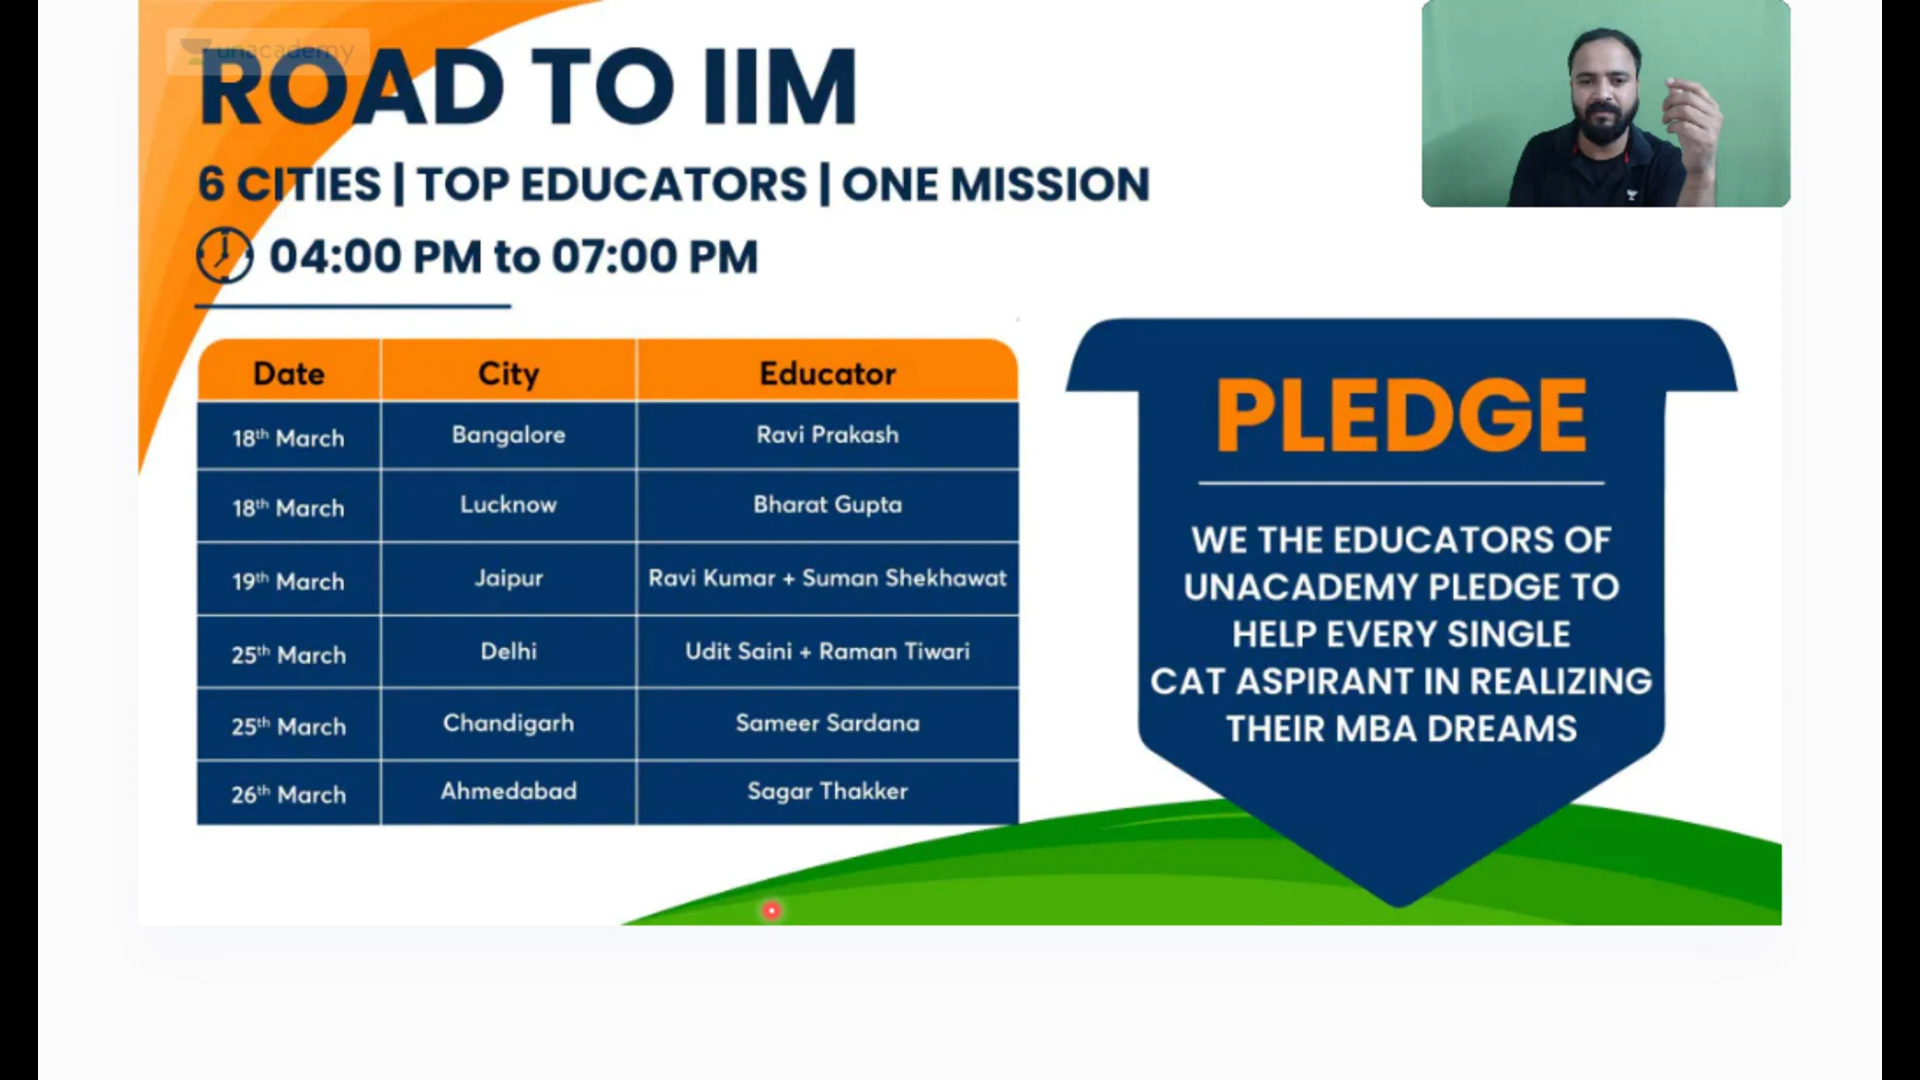 unacademy
ROAD TO IIM
6 CITIES | TOP EDUCATORS | ONE MISSION
04:00 PM to 07:00 PM
Date City Educator
18th March Bangalore Ravi Prakash
18th March Lucknow Bharat Gupta
19th March Jaipur Ravi Kumar + Suman Shekhawat
25th March Delhi Udit Saini + Raman Tiwari
25th March Chandigarh Sameer Sardana
26th March Ahmedabad Sagar Thakker
PLEDGE
WE THE EDUCATORS OF
UNACADEMY PLEDGE TO
HELP EVERY SINGLE
CAT ASPIRANT IN REALIZING
THEIR MBA DREAMS